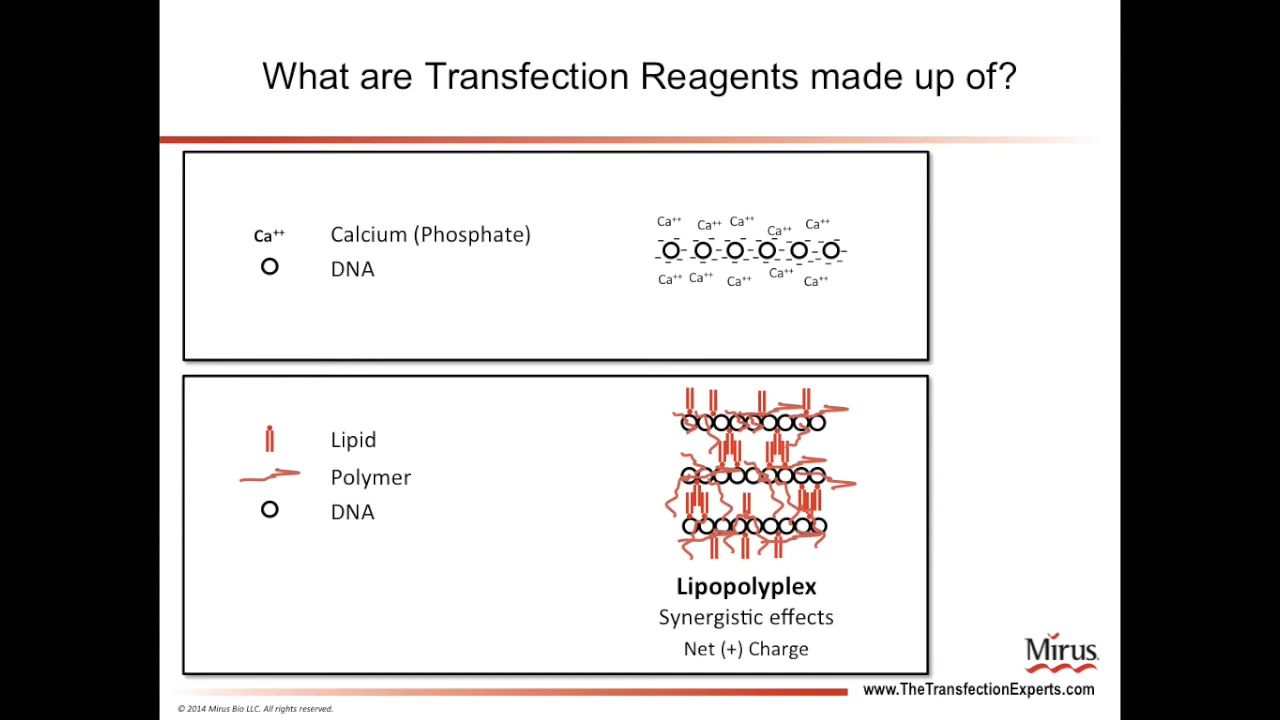 What are Transfection Reagents made up of?
Ca++ Calcium (Phosphate)
DNA
Ca++ Ca++ Ca++ Ca++ Ca++
Ca++ Ca++ Ca++ Ca++ Ca++
Lipid
Polymer
DNA
Lipopolyplex
Synergistic effects
Net (+) Charge
Mirus®
www.TheTransfectionExperts.com
© 2014 Mirus Bio LLC. All rights reserved.